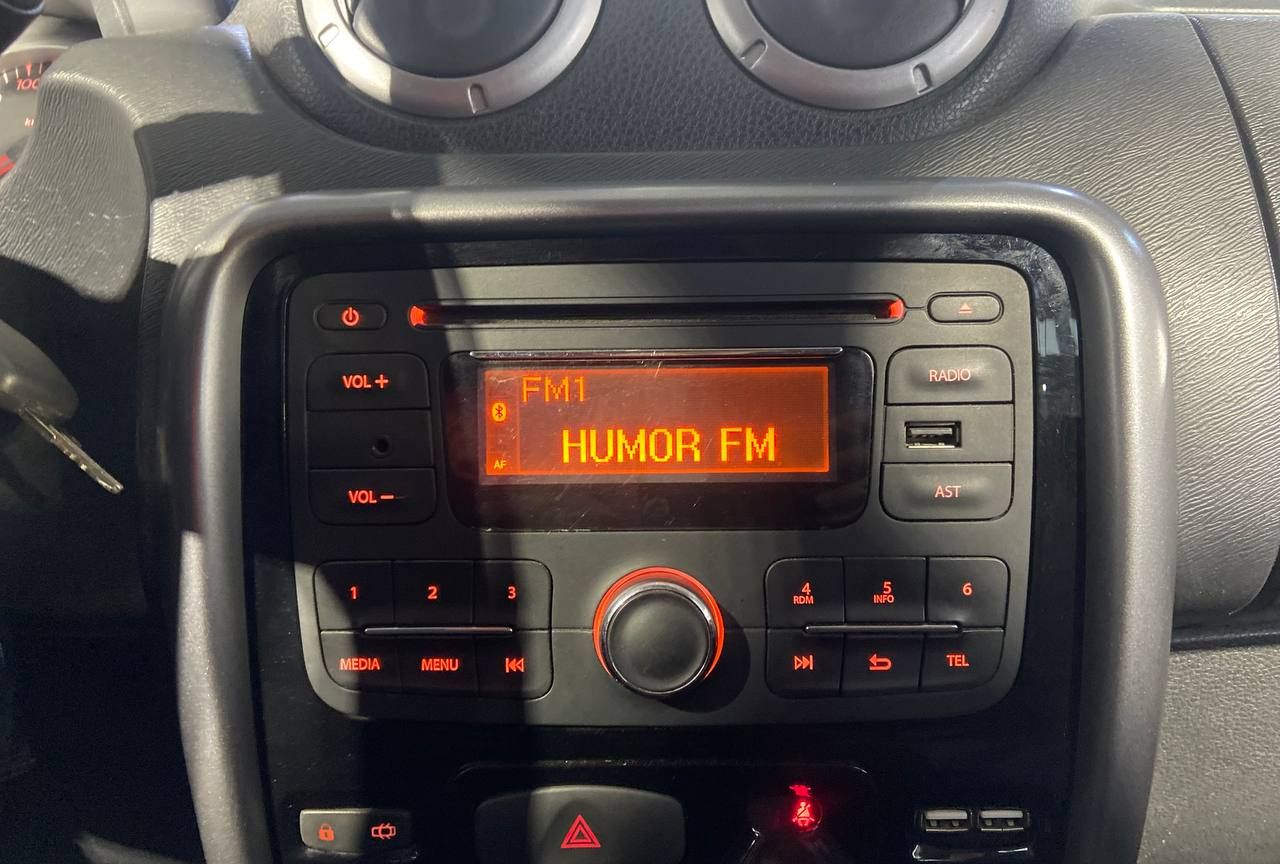 100
VOL +
FM1
HUMOR FM
AF
RADIO
VOL −
AST
1 2 3
4 RDM 5 INFO 6
MEDIA MENU
TEL